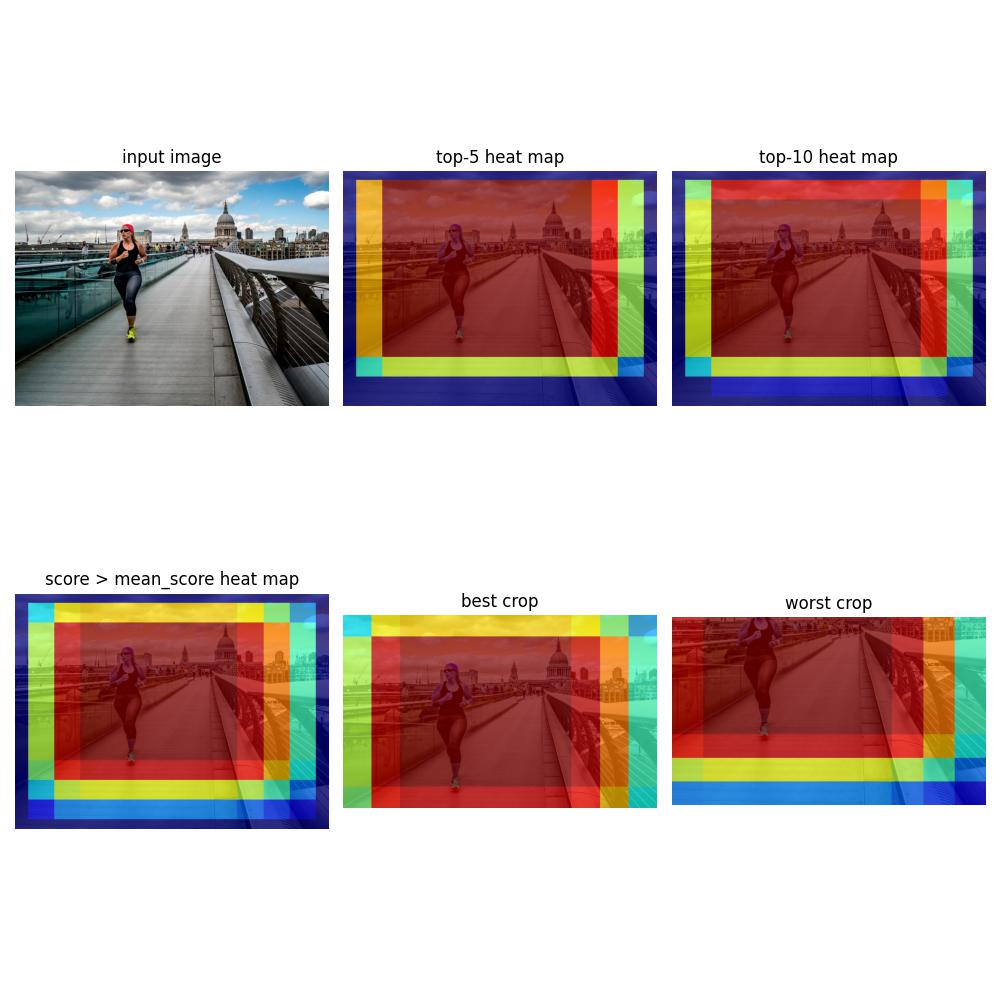 input image
top-5 heat map
top-10 heat map
score > mean_score heat map
best crop
worst crop